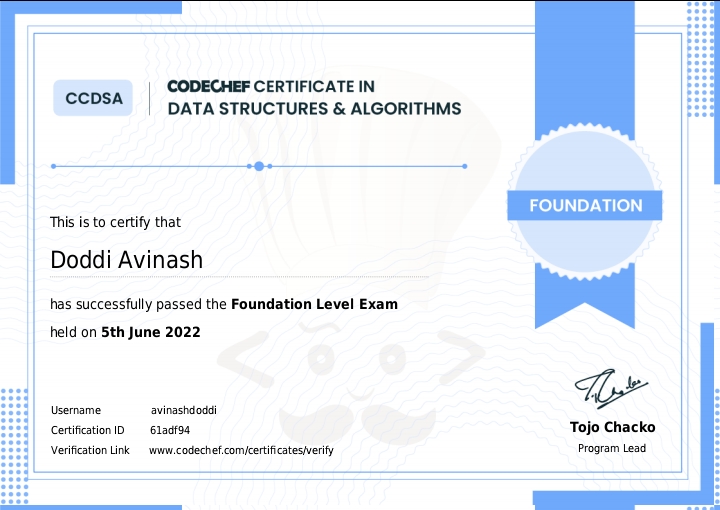 CCDSA
CODECHEF CERTIFICATE IN
DATA STRUCTURES & ALGORITHMS
FOUNDATION
This is to certify that
Doddi Avinash
has successfully passed the Foundation Level Exam
held on 5th June 2022
Username avinashdoddi
Certification ID 61adf94
Verification Link www.codechef.com/certificates/verify
Tojo Chacko
Program Lead